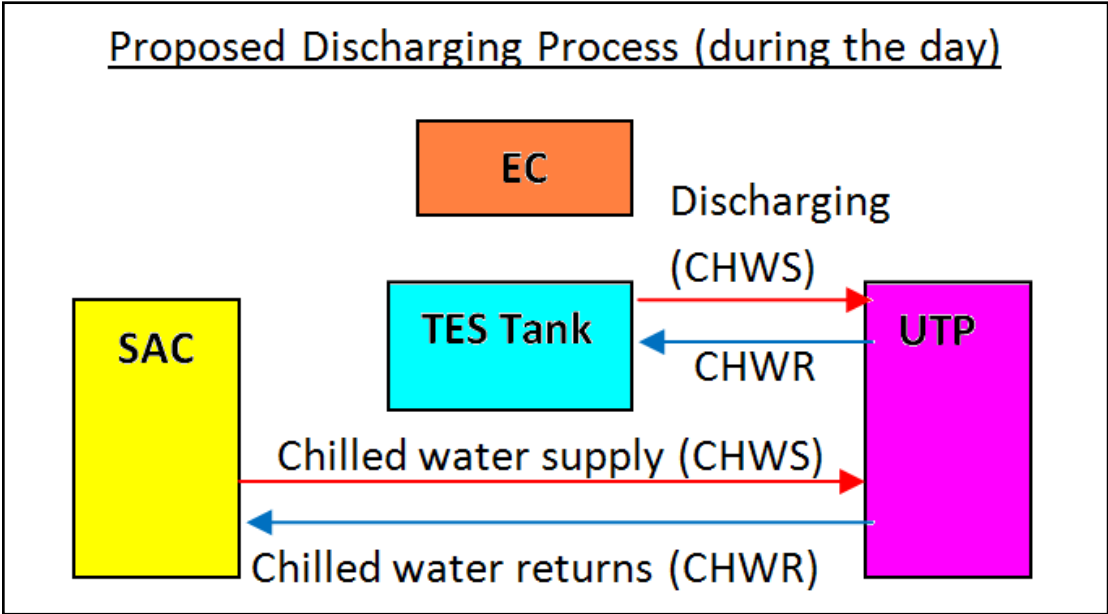 Proposed Discharging Process (during the day)
EC
Discharging
(CHWS)
SAC
TES Tank
UTP
CHWR
Chilled water supply (CHWS)
Chilled water returns (CHWR)